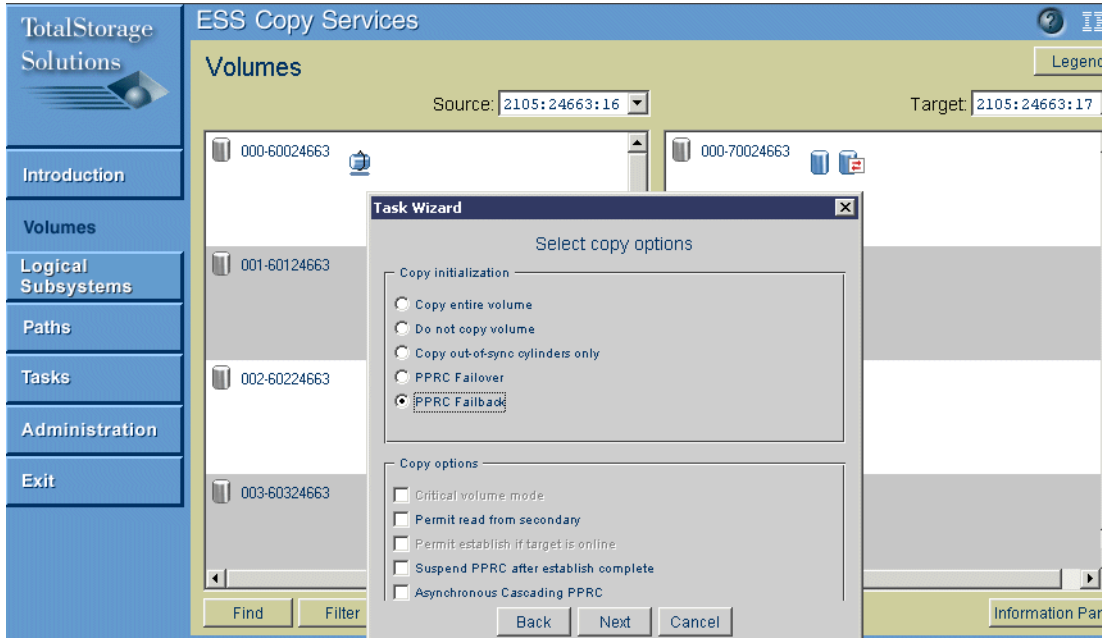 TotalStorage
Solutions
ESS Copy Services
Volumes
Legend
Source: 2105:24663:16
Target: 2105:24663:17
Introduction
Volumes
Logical
Subsystems
Paths
Tasks
Administration
Exit
000-60024663
000-70024663
001-60124663
002-60224663
003-60324663
Task Wizard
Select copy options
Copy initialization
Copy entire volume
Do not copy volume
Copy out-of-sync cylinders only
PPRC Failover
PPRC Failback
Copy options
Critical volume mode
Permit read from secondary
Permit establish if target is online
Suspend PPRC after establish complete
Asynchronous Cascading PPRC
Back Next Cancel
Find Filter
Information Par